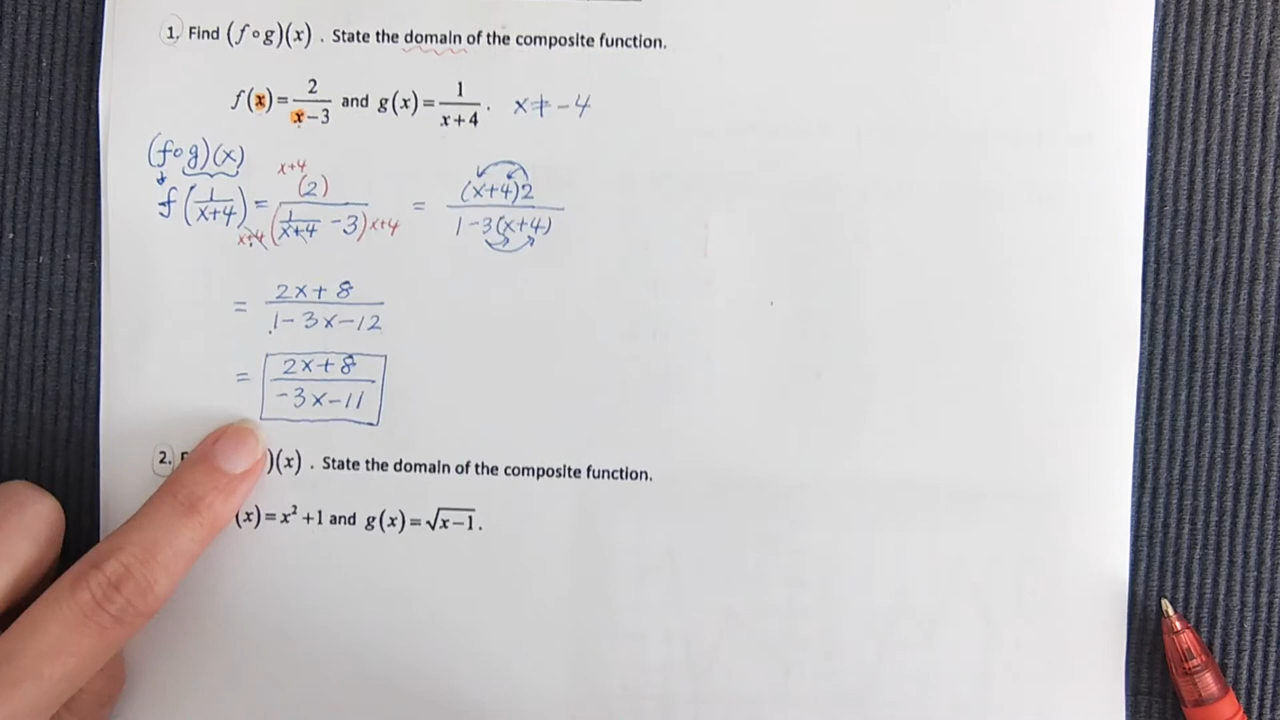 1. Find (f∘g)(x). State the domain of the composite function.
f(x)=2/(x-3) and g(x)=1/(x+4). x≠-4
(f∘g)(x)
f(1/(x+4)) = x+4 (2) / x+4 (1/(x+4) -3) x+4 = (x+4)2 / 1-3(x+4)
= 2x+8 / 1-3x-12
= 2x+8 / -3x-11
2. )(x). State the domain of the composite function.
(x)=x²+1 and g(x)=√(x-1).